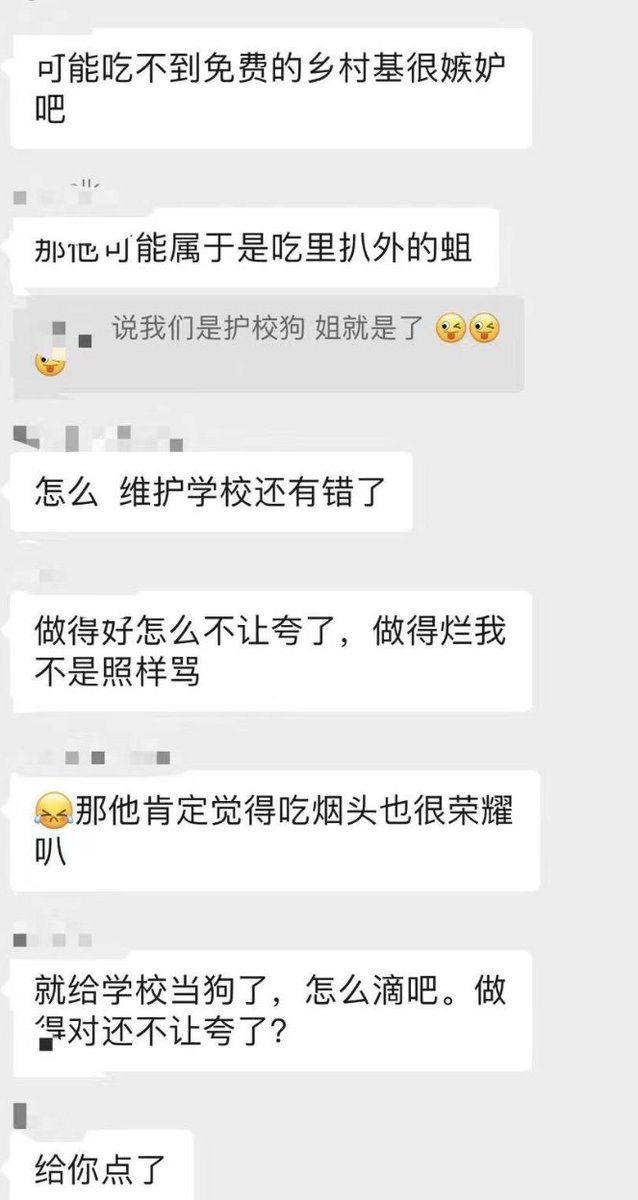 可能吃不到免费的乡村基很嫉妒
吧
那他可能属于是吃里扒外的蛆
说我们是护校狗 姐就是了
怎么 维护学校还有错了
做得好怎么不让夸了，做得烂我
不是照样骂
那他肯定觉得吃烟头也很荣耀
叭
就给学校当狗了，怎么滴吧。做
得对还不让夸了？
给你点了